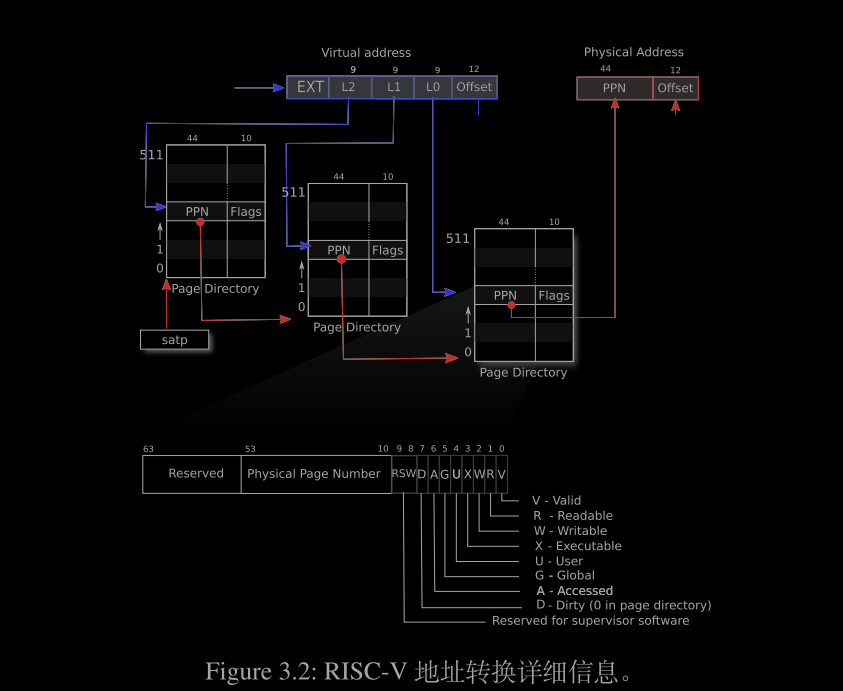 Virtual address
9 9 9 12
EXT L2 L1 L0 Offset
Physical Address
44 12
PPN Offset
44 10
511
PPN Flags
1
0
Page Directory
satp
44 10
511
PPN Flags
1
0
Page Directory
44 10
511
PPN Flags
1
0
Page Directory
63 53 10 9 8 7 6 5 4 3 2 1 0
Reserved Physical Page Number RSW D A G U X W R V
V - Valid
R - Readable
W - Writable
X - Executable
U - User
G - Global
A - Accessed
D - Dirty (0 in page directory)
Reserved for supervisor software
Figure 3.2: RISC-V 地址转换详细信息。